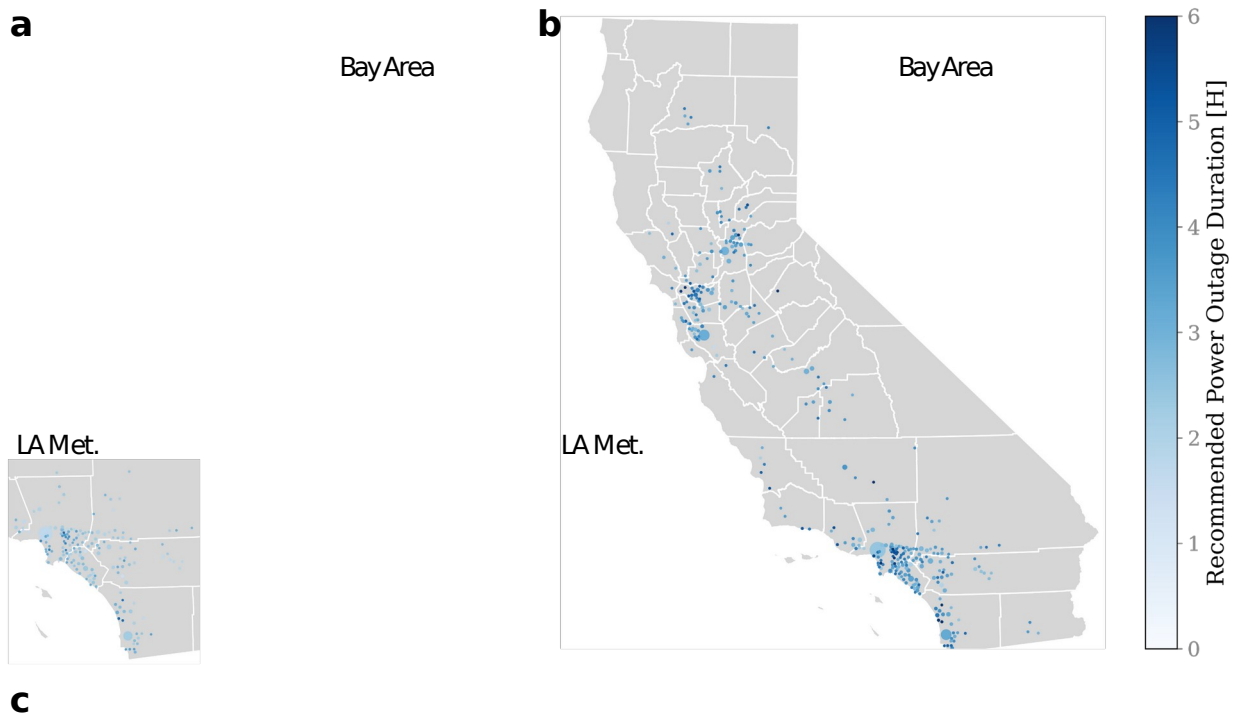 a
Bay Area
LA Met.
b
Bay Area
LA Met.
6
5
4
3
2
1
0
Recommended Power Outage Duration [H]
c